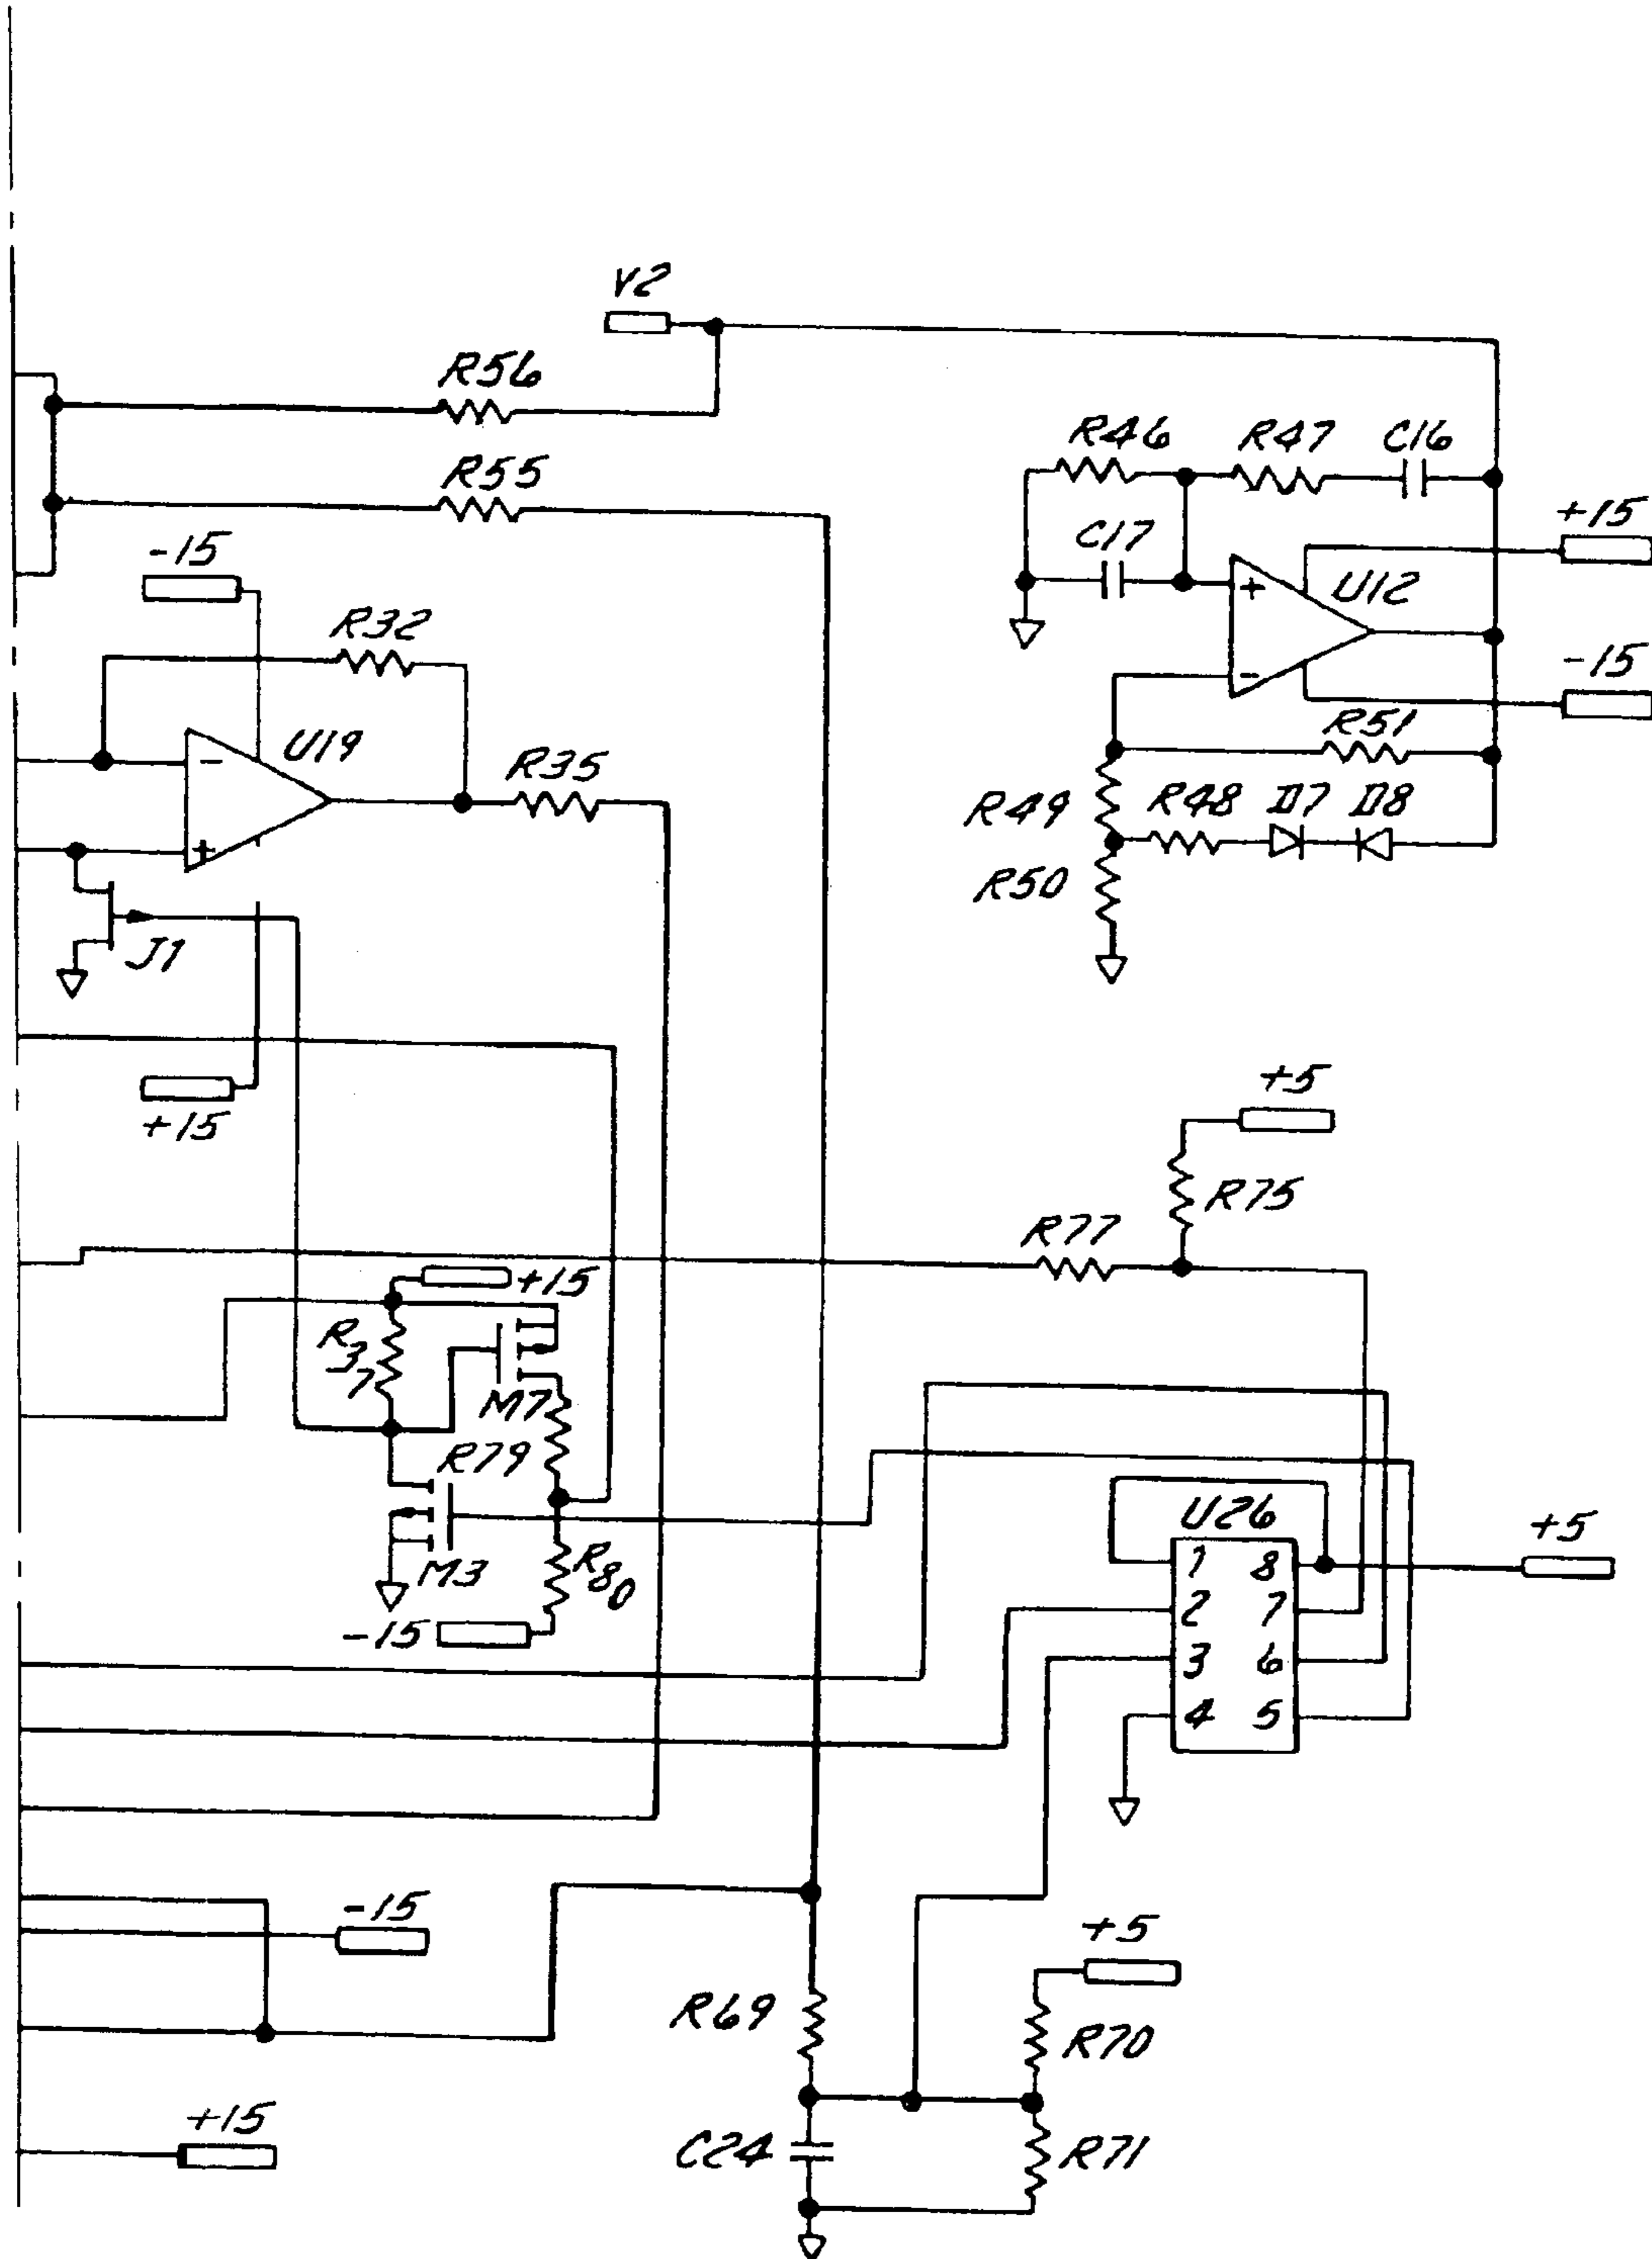 V2
R56
R46 R47 C16
R55
+15
C17
-15
U12
R32
-15
R51
U19
R35
R49 R48 D7 D8
R50
J1
+5
+15
R75
R77
+15
R37
M7
R79
U26
+5
1 8
M3
R80
2 7
-15
3 6
4 5
-15
+5
R69
R70
+15
C24
R71